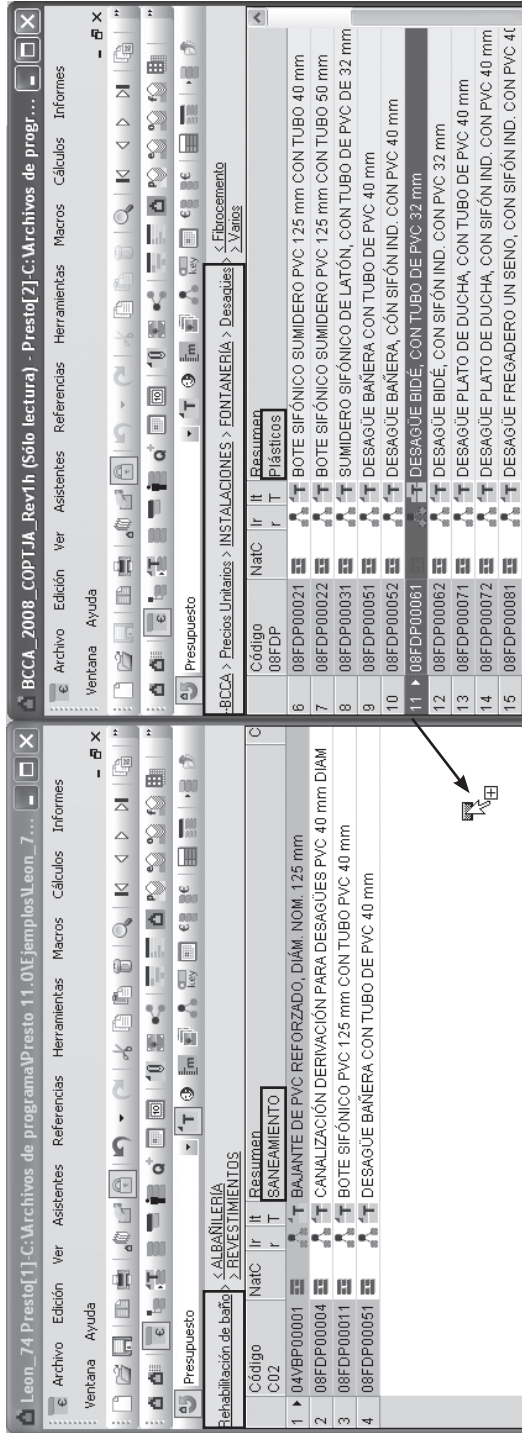 Leon_74 Presto[1]-C:\Archivos de programa\Presto 11.0\Ejemplos\Leon_7...
Archivo Edición Ver Asistentes Referencias Herramientas Macros Cálculos Informes
Ventana Ayuda
Presupuesto
key
Rehabilitación de baño > < ALBAÑILERÍA
> REVESTIMIENTOS
Código NatC Ir It Resumen C
C02 r T SANEAMIENTO
1 04VBP00001 T BAJANTE DE PVC REFORZADO, DIÁM. NOM. 125 mm
2 08FDP00004 T CANALIZACIÓN DERIVACIÓN PARA DESAGÜES PVC 40 mm DIAM
3 08FDP00011 T BOTE SIFÓNICO PVC 125 mm CON TUBO PVC 40 mm
4 08FDP00051 T DESAGÜE BAÑERA CON TUBO DE PVC 40 mm
BCCA_2008_COPTJA_Rev1h (Sólo lectura) - Presto[2]-C:\Archivos de progr...
Archivo Edición Ver Asistentes Referencias Herramientas Macros Cálculos Informes
Ventana Ayuda
Presupuesto
key
--BCCA > Precios Unitarios > INSTALACIONES > FONTANERÍA > Desagües > < Fibrocemento
> Varios
Código NatC Ir It Resumen
08FDP r T Plásticos
6 08FDP00021 T BOTE SIFÓNICO SUMIDERO PVC 125 mm CON TUBO 40 mm
7 08FDP00022 T BOTE SIFÓNICO SUMIDERO PVC 125 mm CON TUBO 50 mm
8 08FDP00031 T SUMIDERO SIFÓNICO DE LATÓN, CON TUBO DE PVC DE 32 mm
9 08FDP00051 T DESAGÜE BAÑERA CON TUBO DE PVC 40 mm
10 08FDP00052 T DESAGÜE BAÑERA, CON SIFÓN IND. CON PVC 40 mm
11 08FDP00061 T DESAGÜE BIDÉ, CON TUBO DE PVC 32 mm
12 08FDP00062 T DESAGÜE BIDÉ, CON SIFÓN IND. CON PVC 32 mm
13 08FDP00071 T DESAGÜE PLATO DE DUCHA, CON TUBO DE PVC 40 mm
14 08FDP00072 T DESAGÜE PLATO DE DUCHA, CON SIFÓN IND. CON PVC 40 mm
15 08FDP00081 T DESAGÜE FREGADERO UN SENO, CON SIFÓN IND. CON PVC 40